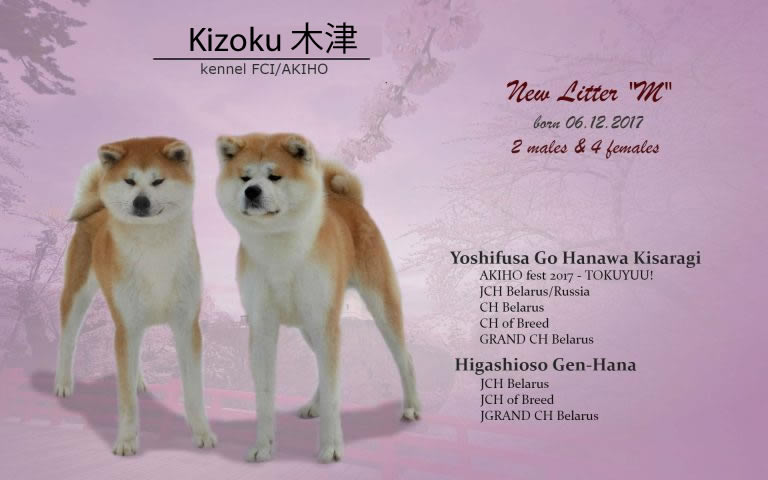 Kizoku 木津
kennel FCI/AKIHO
New Litter "M"
born 06.12.2017
2 males & 4 females
Yoshifusa Go Hanawa Kisaragi
AKIHO fest 2017 - TOKUYUU!
JCH Belarus/Russia
CH Belarus
CH of Breed
GRAND CH Belarus
Higashioso Gen-Hana
JCH Belarus
JCH of Breed
JGRAND CH Belarus